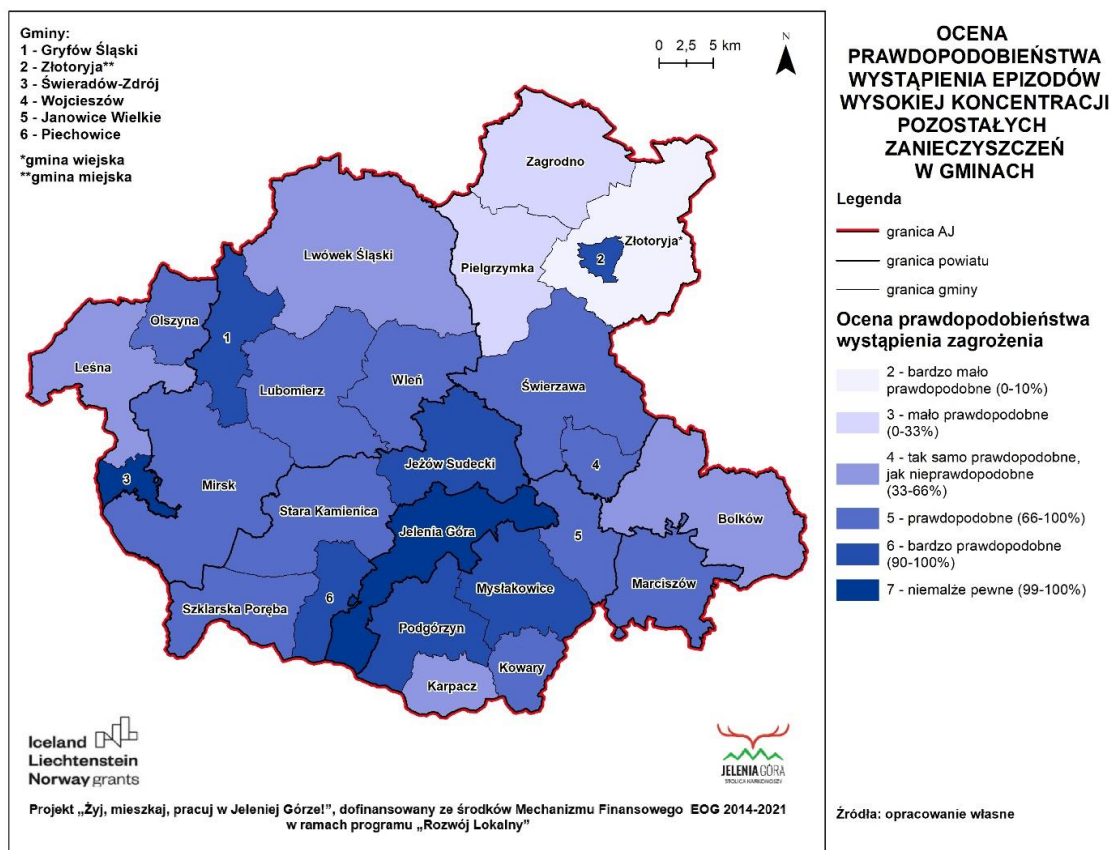 Gminy:
1 - Gryfów Śląski
2 - Złotoryja**
3 - Świeradów-Zdrój
4 - Wojcieszów
5 - Janowice Wielkie
6 - Piechowice
*gmina wiejska
**gmina miejska
0 2,5 5 km
N
Zagrodno
Złotoryja*
2
Pielgrzymka
Lwówek Śląski
Olszyna
1
Leśna
Lubomierz
Wleń
Świerzawa
4
Jeżów Sudecki
3
Mirsk
Stara Kamienica
Jelenia Góra
5
Bolków
Marciszów
Mysłakowice
6
Szklarska Poręba
Podgórzyn
Kowary
Karpacz
Iceland
Liechtenstein
Norway grants
JELENIA GÓRA
STOLICA KARKONOSZY
Projekt „Żyj, mieszkaj, pracuj w Jeleniej Górze!”, dofinansowany ze środków Mechanizmu Finansowego EOG 2014-2021
w ramach programu „Rozwój Lokalny”
OCENA
PRAWDOPODOBIEŃSTWA
WYSTĄPIENIA EPIZODÓW
WYSOKIEJ KONCENTRACJI
POZOSTAŁYCH
ZANIECZYSZCZEŃ
W GMINACH
Legenda
granica AJ
granica powiatu
granica gminy
Ocena prawdopodobieństwa
wystąpienia zagrożenia
2 - bardzo mało
prawdopodobne (0-10%)
3 - mało prawdopodobne
(0-33%)
4 - tak samo prawdopodobne,
jak nieprawdopodobne
(33-66%)
5 - prawdopodobne (66-100%)
6 - bardzo prawdopodobne
(90-100%)
7 - niemalże pewne (99-100%)
Źródła: opracowanie własne